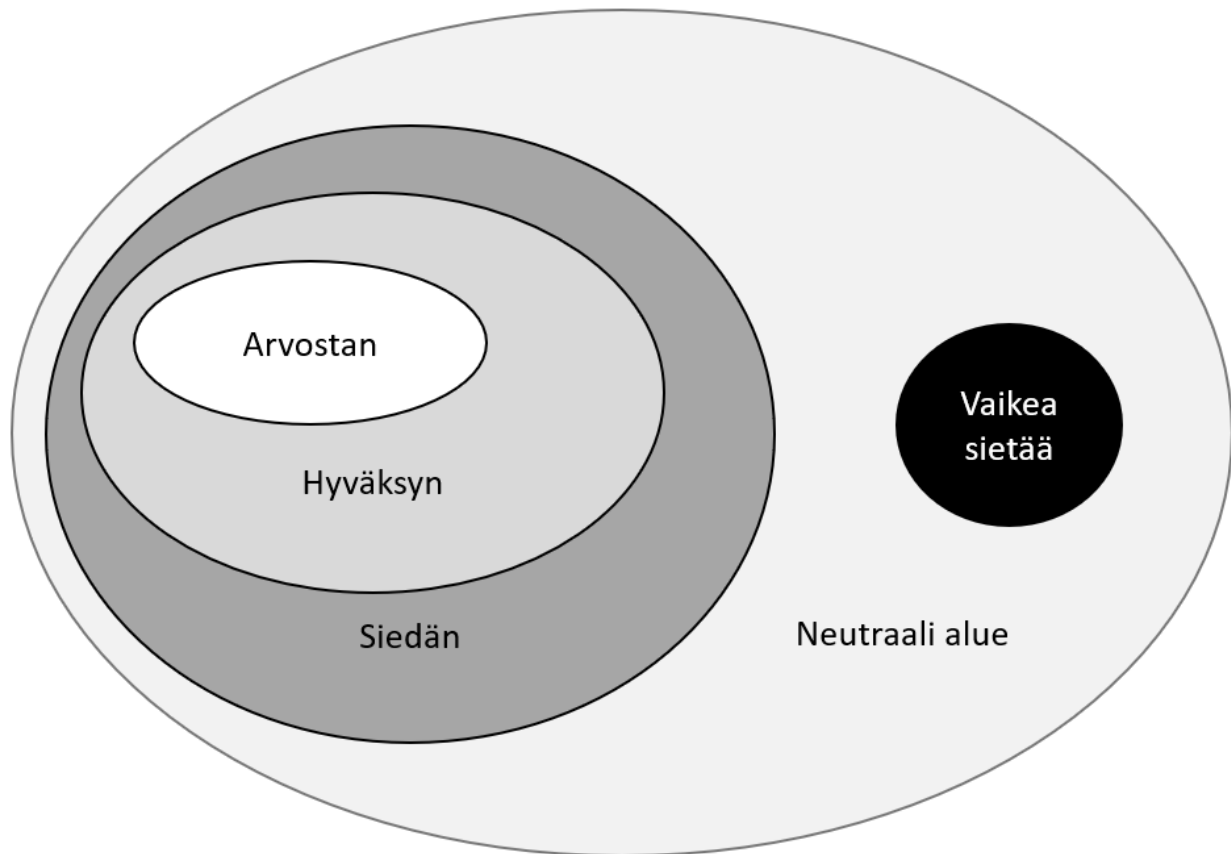 Arvostan
Vaikea
sietää
Hyväksyn
Siedän
Neutraali alue